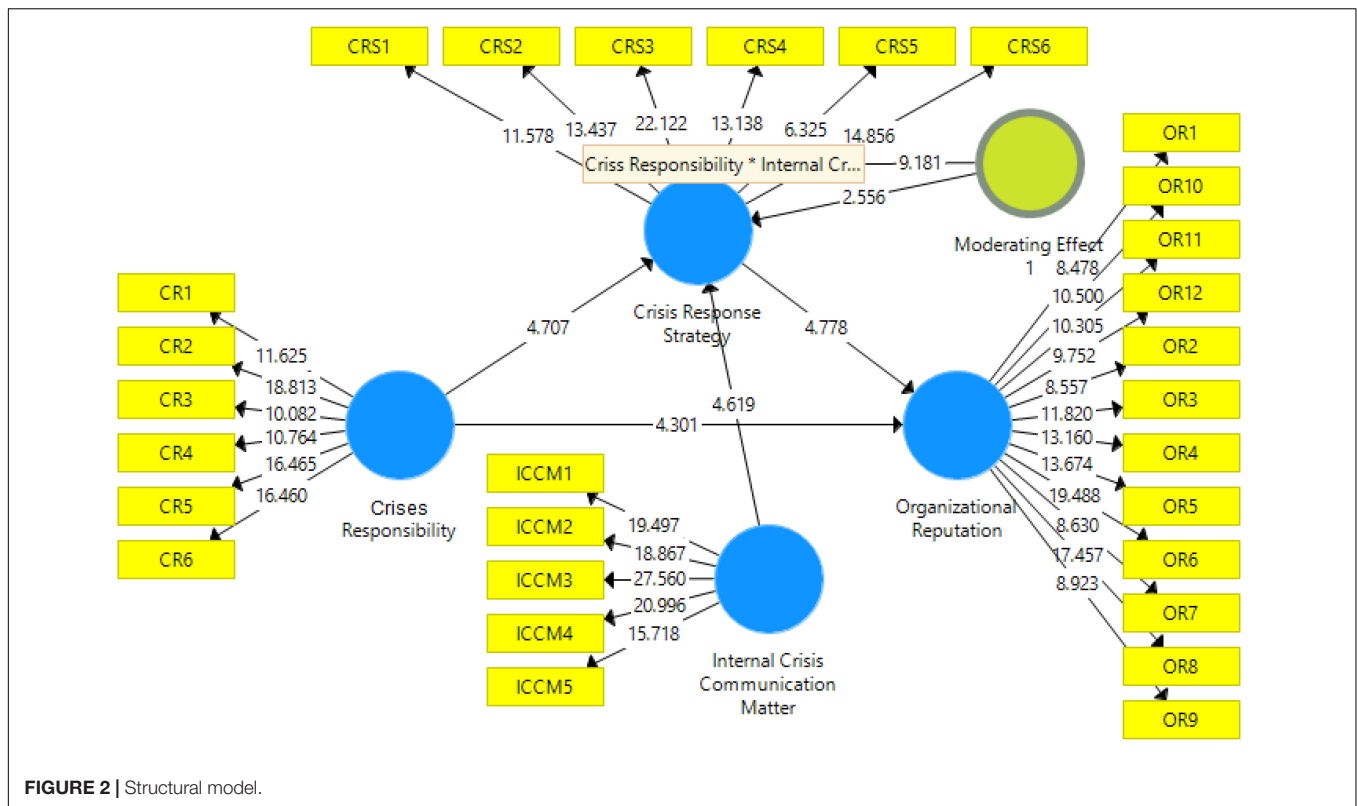 CRS1 CRS2 CRS3 CRS4 CRS5 CRS6
11.578 13.437 22.122 13.138 6.325 14.856
Criss Responsibility * Internal Cr...
9.181
2.556
Moderating Effect
1
Crisis Response
Strategy
4.707
4.778
4.619
4.301
CR1
CR2
CR3
CR4
CR5
CR6
11.625
18.813
10.082
10.764
16.465
16.460
Crises
Responsibility
ICCM1
ICCM2
ICCM3
ICCM4
ICCM5
19.497
18.867
27.560
20.996
15.718
Internal Crisis
Communication
Matter
Organizational
Reputation
8.478
10.500
10.305
9.752
8.557
11.820
13.160
13.674
19.488
8.630
17.457
8.923
OR1
OR10
OR11
OR12
OR2
OR3
OR4
OR5
OR6
OR7
OR8
OR9
FIGURE 2 | Structural model.